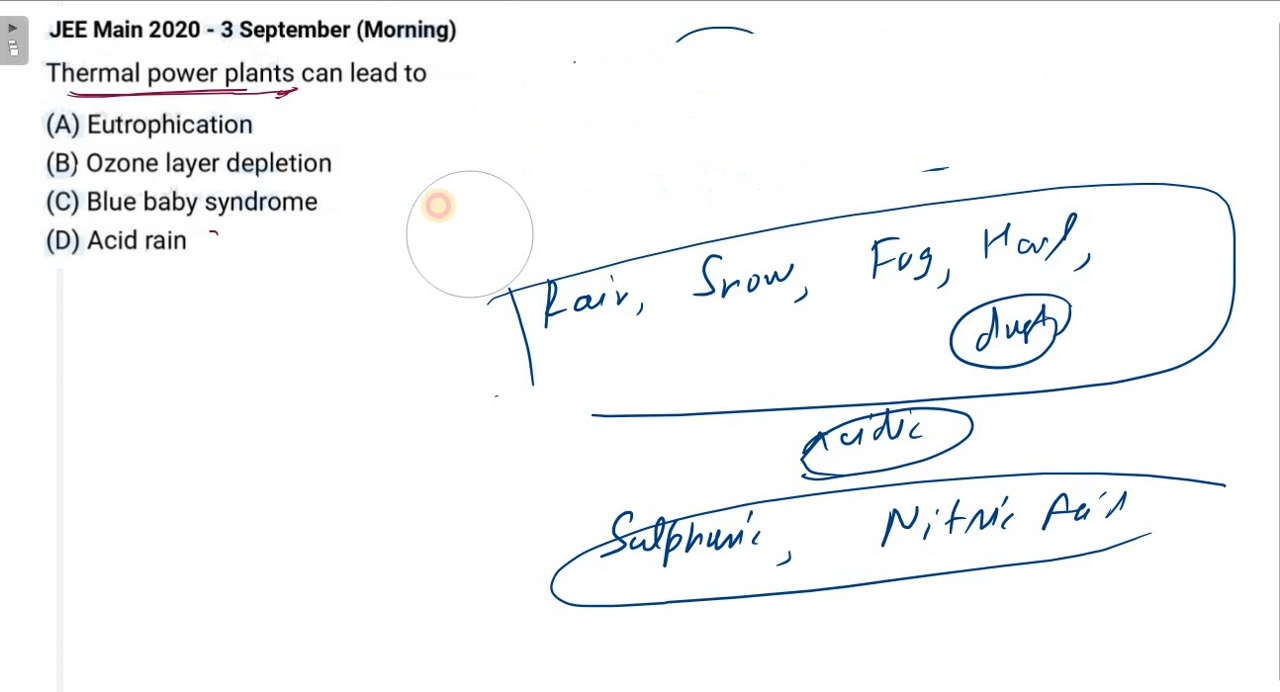 JEE Main 2020 - 3 September (Morning)
Thermal power plants can lead to
(A) Eutrophication
(B) Ozone layer depletion
(C) Blue baby syndrome
(D) Acid rain
Rain, Snow, Fog, Hail,
dust
Acidic
Sulphuric, Nitric Acid